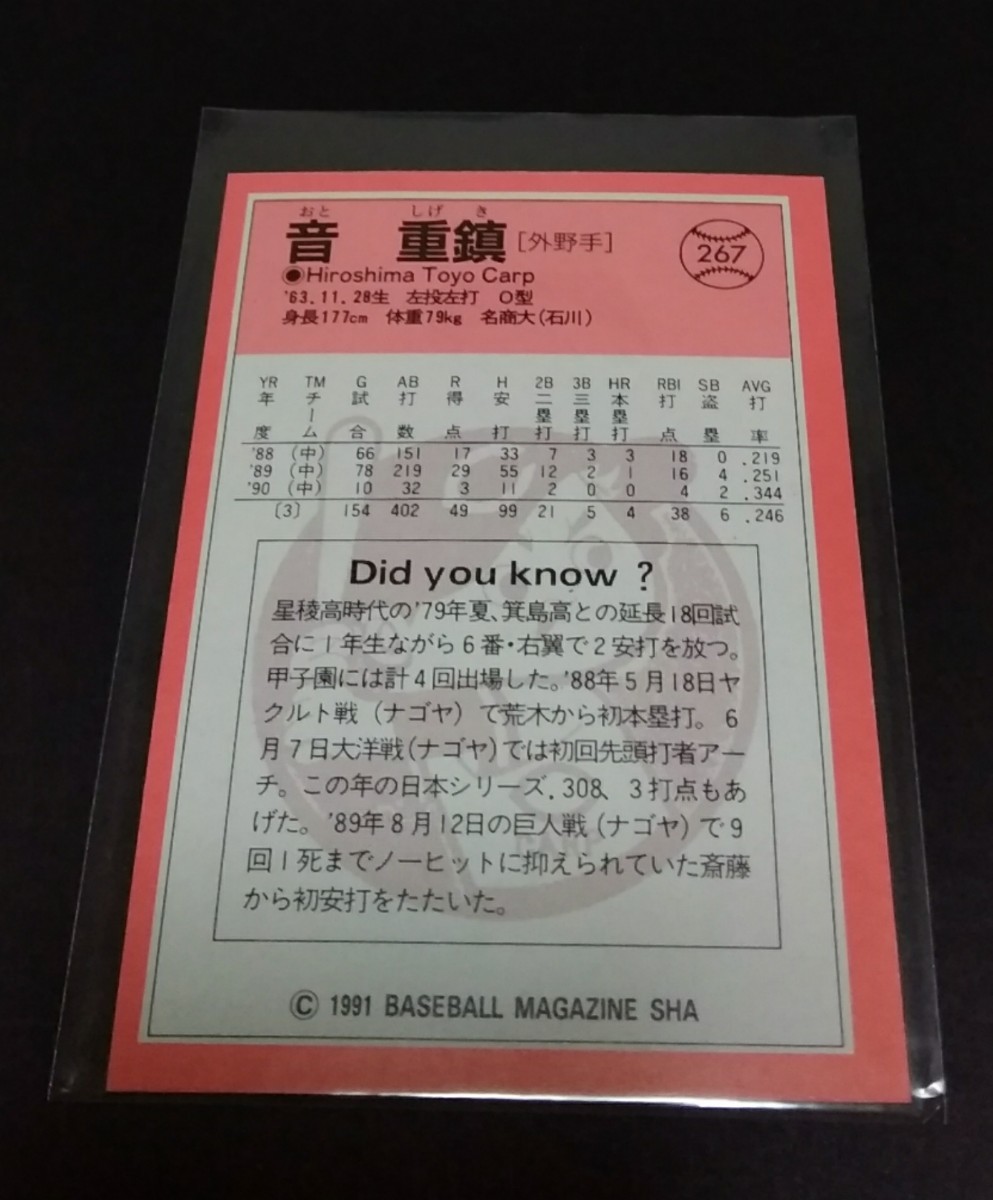 おと しげき
音 重鎮 [外野手] 267
●Hiroshima Toyo Carp
'63.11.28生 左投左打 O型
身長177cm 体重79kg 名商大(石川)
YR TM G AB R H 2B 3B HR RBI SB AVG
年度 チーム 試合 打数 得点 安打 二塁打 三塁打 本塁打 打点 盗塁 打率
'88 (中) 66 151 17 33 7 3 3 18 0 .219
'89 (中) 78 219 29 55 12 2 1 16 4 .251
'90 (中) 10 32 3 11 2 0 0 4 2 .344
〔3〕 154 402 49 99 21 5 4 38 6 .246
Did you know ?
星稜高時代の'79年夏、箕島高との延長18回試
合に1年生ながら6番・右翼で2安打を放つ。
甲子園には計4回出場した。'88年5月18日ヤ
クルト戦(ナゴヤ)で荒木から初本塁打。6
月7日大洋戦(ナゴヤ)では初回先頭打者アー
チ。この年の日本シリーズ.308、3打点もあ
げた。'89年8月12日の巨人戦(ナゴヤ)で9
回1死までノーヒットに抑えられていた斎藤
から初安打をたたいた。
© 1991 BASEBALL MAGAZINE SHA